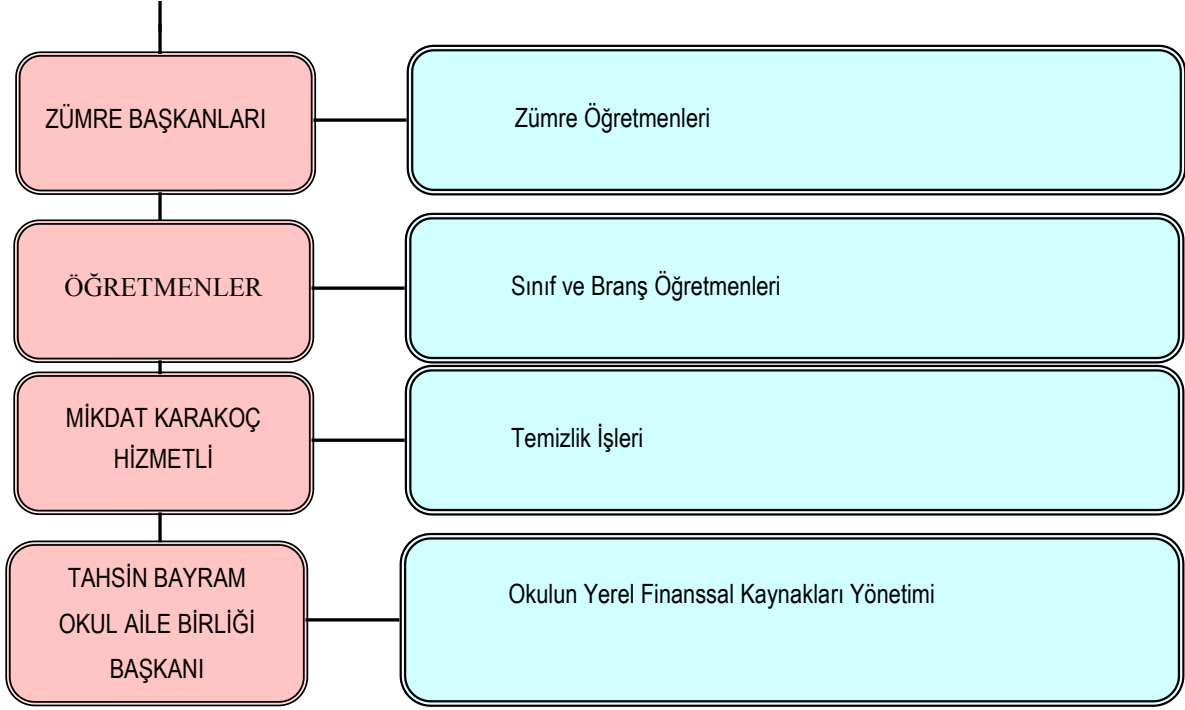 ZÜMRE BAŞKANLARI
Zümre Öğretmenleri
ÖĞRETMENLER
Sınıf ve Branş Öğretmenleri
MİKDAT KARAKOÇ
HİZMETLİ
Temizlik İşleri
TAHSİN BAYRAM
OKUL AİLE BİRLİĞİ
BAŞKANI
Okulun Yerel Finanssal Kaynakları Yönetimi